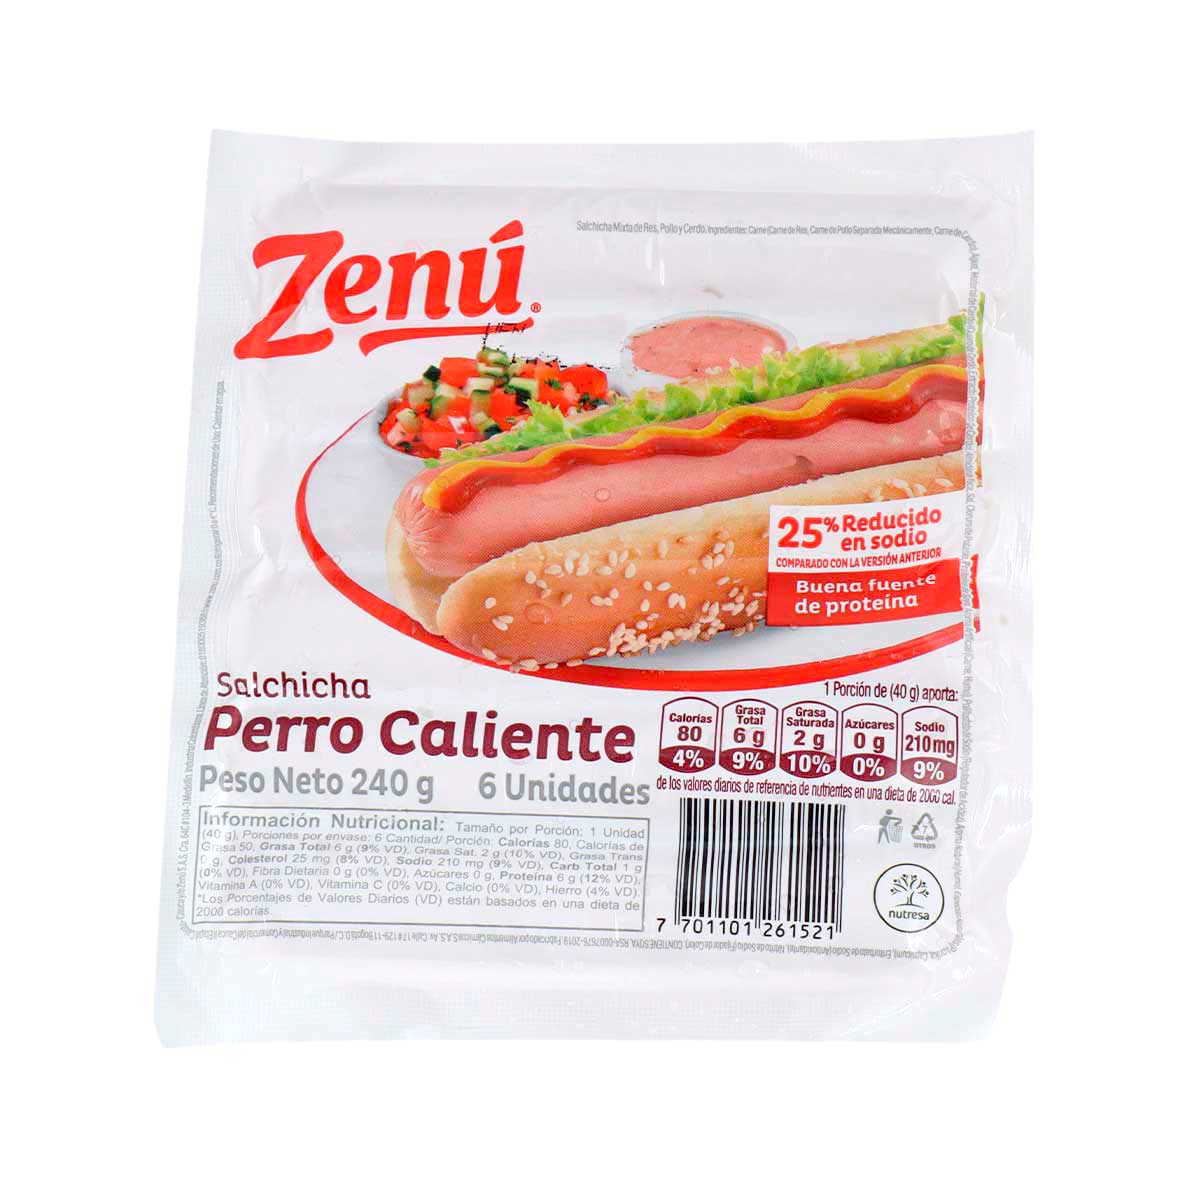 Zenú
Salchicha Mixta de Res, Pollo y Cerdo. Ingredientes: Carne (Carne de Res, Carne de Pollo Separada Mecánicamente, Carne de
25% Reducido
en sodio
COMPARADO CON LA VERSIÓN ANTERIOR
Buena fuente
de proteína
Salchicha
Perro Caliente
Peso Neto 240 g 6 Unidades
1 Porción de (40 g) aporta:
Calorías 80 4%
Grasa Total 6 g 9%
Grasa Saturada 2 g 10%
Azúcares 0 g 0%
Sodio 210 mg 9%
de los valores diarios de referencia de nutrientes en una dieta de 2000 cal.
Información Nutricional: Tamaño por Porción: 1 Unidad
(40 g), Porciones por envase: 6 Cantidad/ Porción: Calorías 80, Calorías de
Grasa 50, Grasa Total 6 g (9% VD), Grasa Sat. 2 g (10% VD), Grasa Trans
0 g, Colesterol 25 mg (8% VD), Sodio 210 mg (9% VD), Carb Total 1 g
(0% VD), Fibra Dietaria 0 g (0% VD), Azúcares 0 g, Proteína 6 g (12% VD),
Vitamina A (0% VD), Vitamina C (0% VD), Calcio (0% VD), Hierro (4% VD).
*Los Porcentajes de Valores Diarios (VD) están basados en una dieta de
2000 calorías.
7 701101 261521
OTROS
nutresa